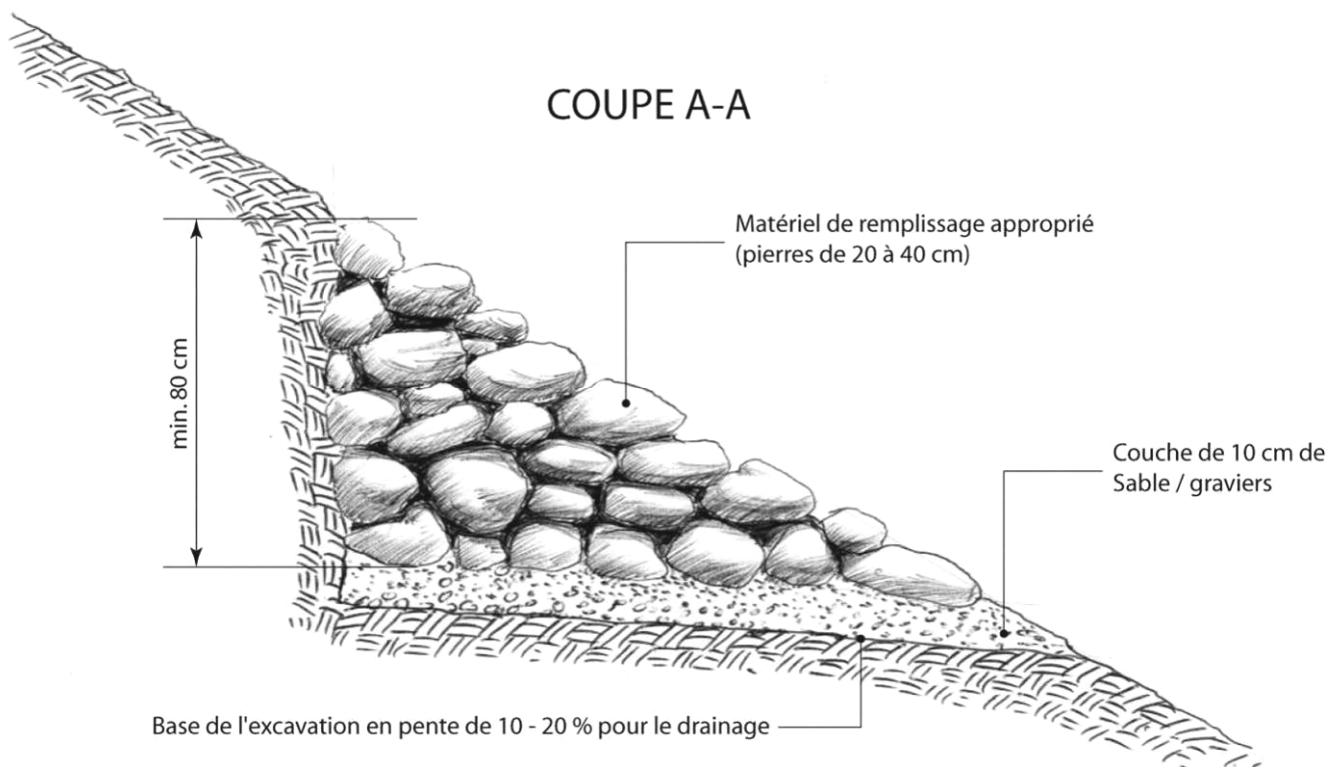 COUPE A-A
Matériel de remplissage approprié
(pierres de 20 à 40 cm)
min. 80 cm
Couche de 10 cm de
Sable / graviers
Base de l'excavation en pente de 10 - 20 % pour le drainage